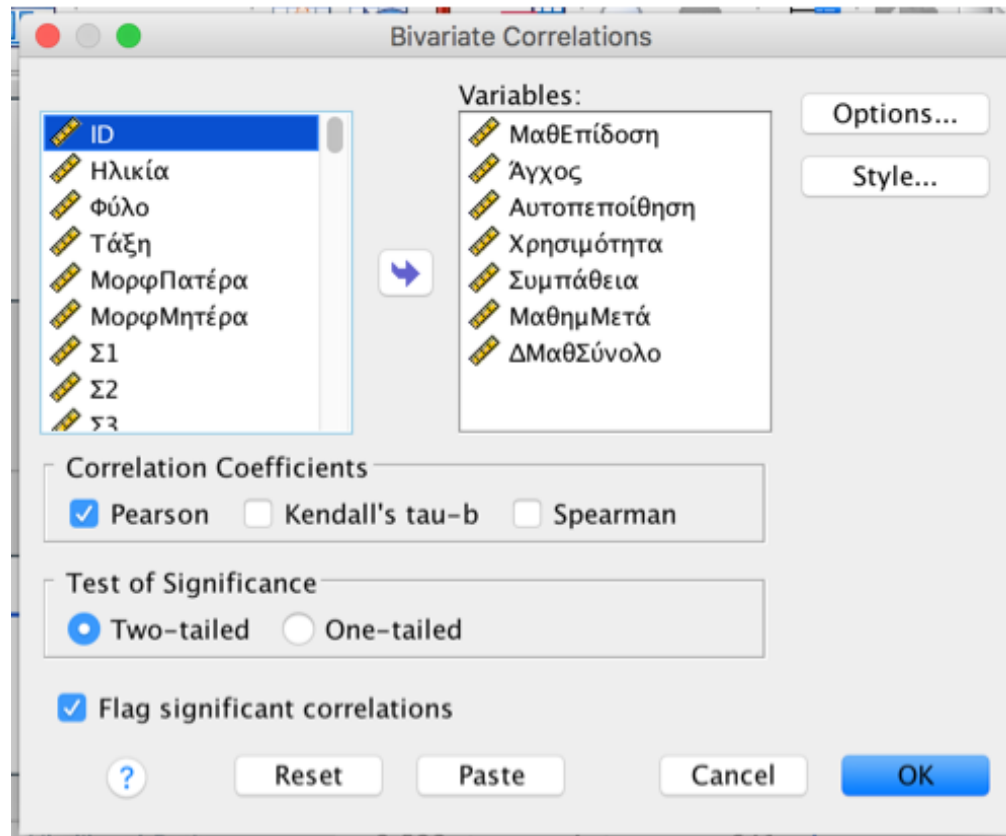 Bivariate Correlations
Variables:
ID
Ηλικία
Φύλο
Τάξη
ΜορφΠατέρα
ΜορφΜητέρα
Σ1
Σ2
Σ3
ΜαθΕπίδοση
Άγχος
Αυτοπεποίθηση
Χρησιμότητα
Συμπάθεια
ΜαθημΜετά
ΔΜαθΣύνολο
Options...
Style...
Correlation Coefficients
Pearson Kendall's tau-b Spearman
Test of Significance
Two-tailed One-tailed
Flag significant correlations
? Reset Paste Cancel OK